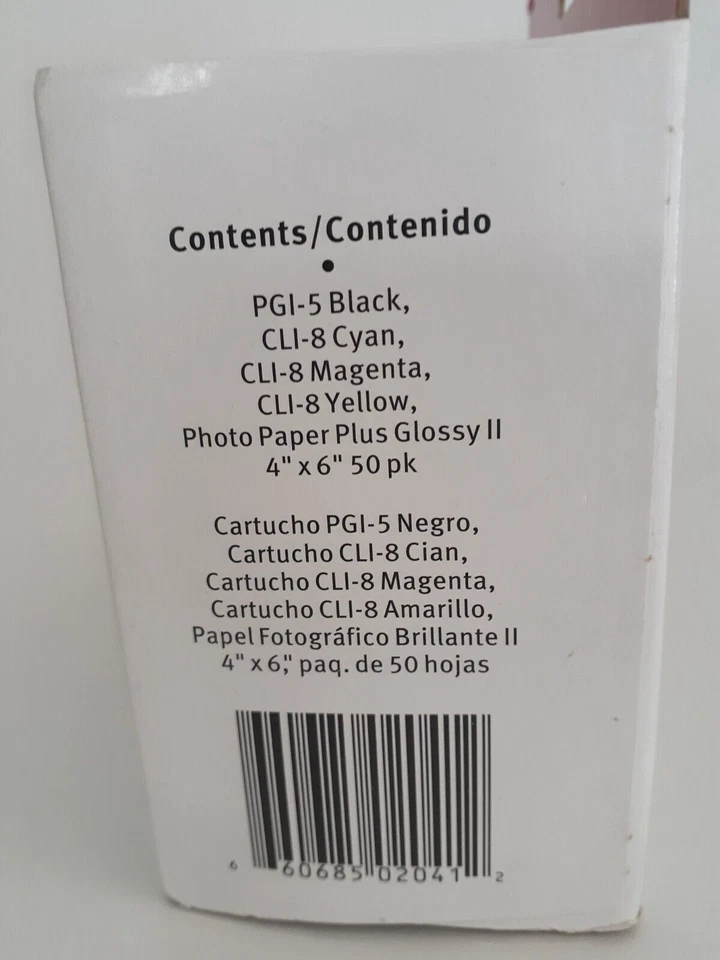 Contents/Contenido
•
PGI-5 Black,
CLI-8 Cyan,
CLI-8 Magenta,
CLI-8 Yellow,
Photo Paper Plus Glossy II
4" x 6" 50 pk
Cartucho PGI-5 Negro,
Cartucho CLI-8 Cian,
Cartucho CLI-8 Magenta,
Cartucho CLI-8 Amarillo,
Papel Fotográfico Brillante II
4" x 6," paq. de 50 hojas
6 60685 02041 2